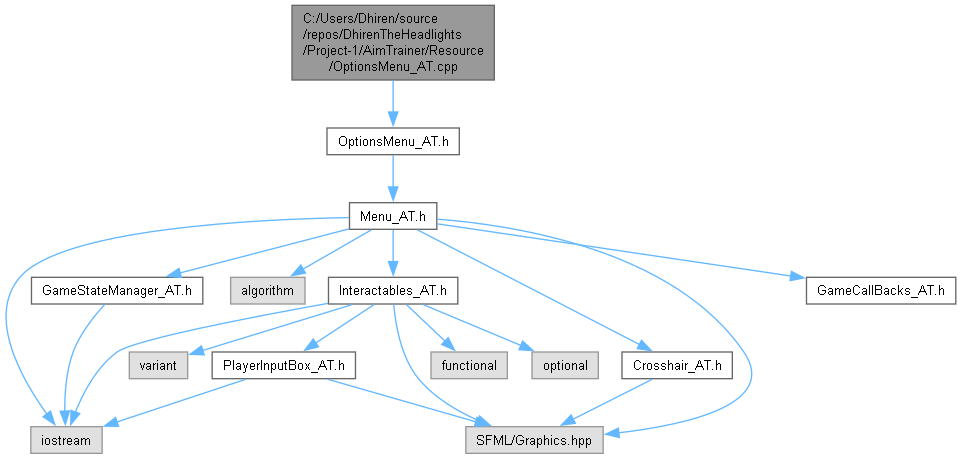 C:/Users/Dhiren/source
/repos/DhirenTheHeadlights
/Project-1/AimTrainer/Resource
/OptionsMenu_AT.cpp
OptionsMenu_AT.h
Menu_AT.h
GameStateManager_AT.h
algorithm
Interactables_AT.h
GameCallBacks_AT.h
variant
PlayerInputBox_AT.h
functional
optional
Crosshair_AT.h
iostream
SFML/Graphics.hpp